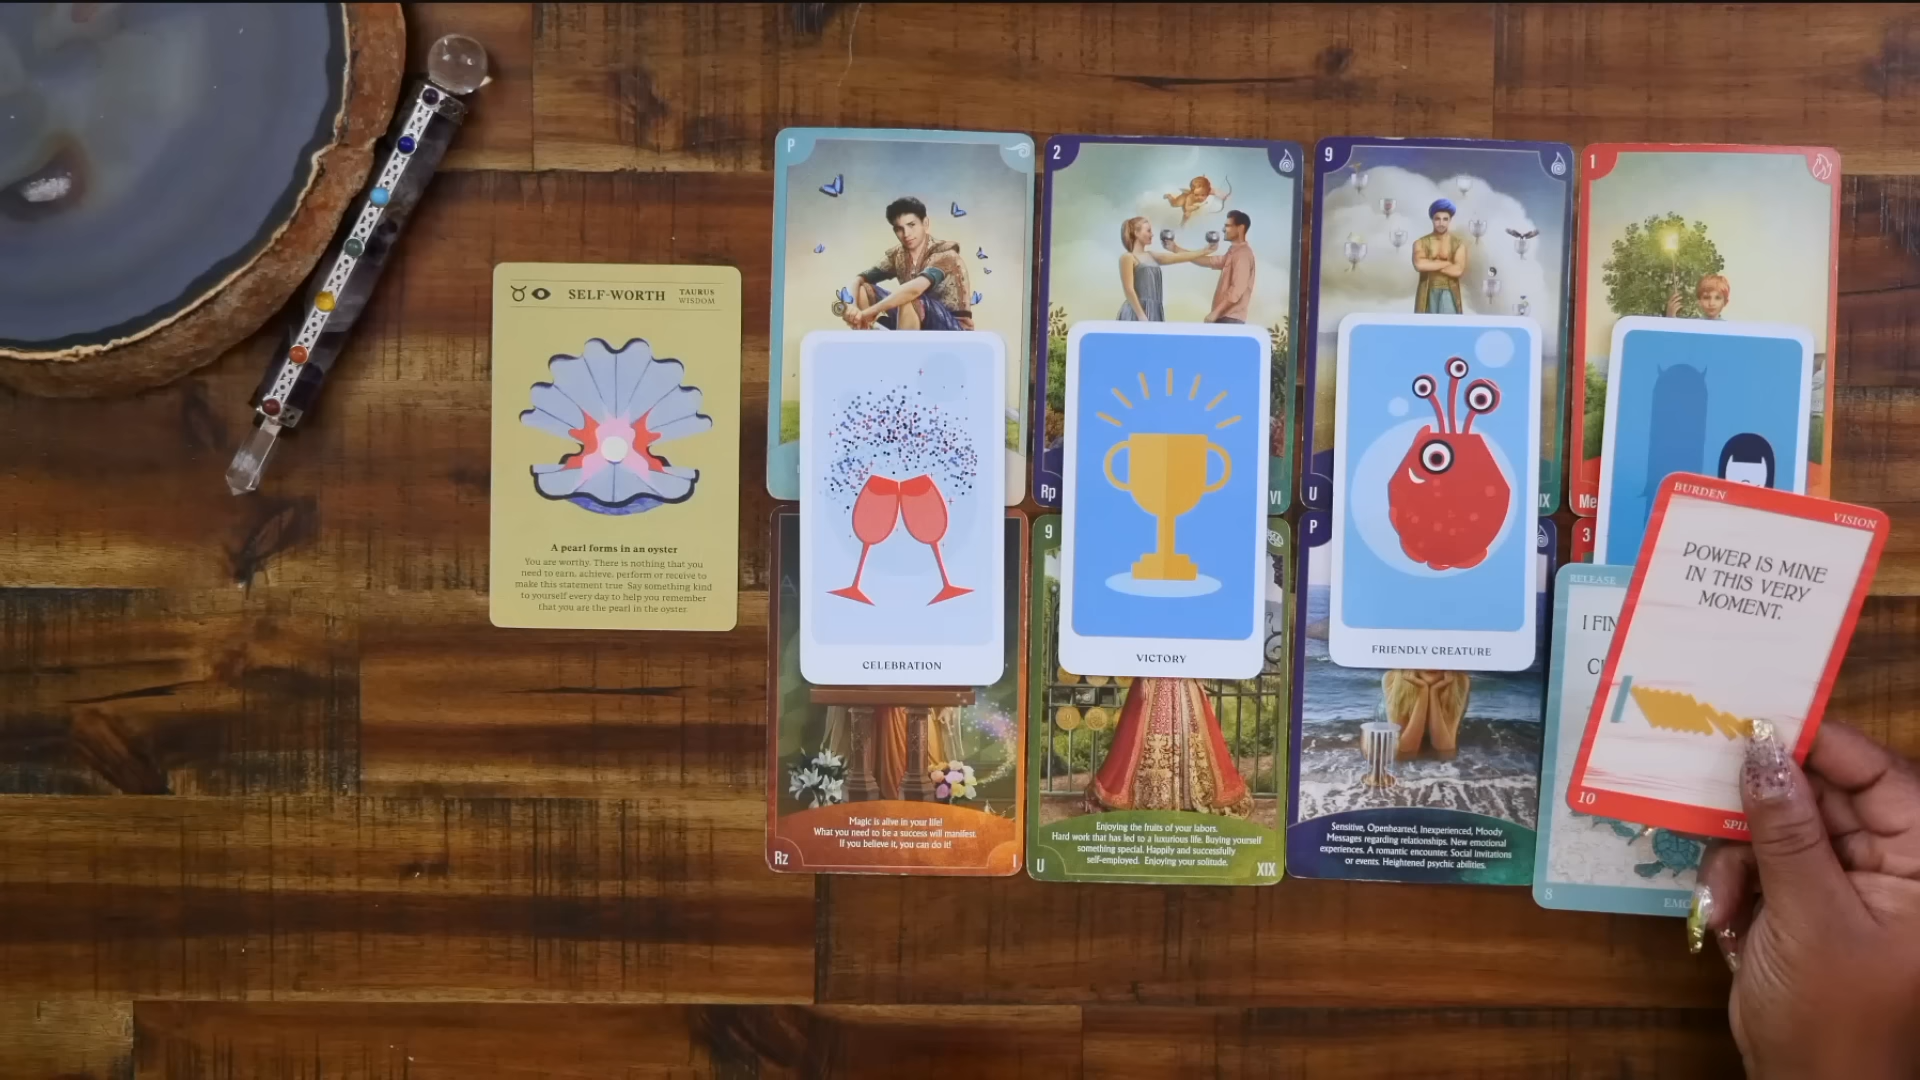 SELF-WORTH
TAURUS
WISDOM
A pearl forms in an oyster
You are worthy. There is nothing that you
need to earn, achieve, perform or receive to
make this statement true. Say something kind
to yourself every day to help you remember
that you are the pearl in the oyster
P
2
9
1
Rp
VI
U
IX
Me
CELEBRATION
VICTORY
FRIENDLY CREATURE
9
P
3
Magic is alive in your life!
What you need to be a success will manifest.
If you believe it, you can do it!
Rz
I
Enjoying the fruits of your labors.
Hard work that has led to a luxurious life. Buying yourself
something special. Happily and successfully
self-employed. Enjoying your solitude.
U
XIX
Sensitive, Openhearted, Inexperienced, Moody
Messages regarding relationships. New emotional
experiences. A romantic encounter. Social invitations
or events. Heightened psychic abilities.
RELEASE
I
8
BURDEN
VISION
POWER IS MINE
IN THIS VERY
MOMENT.
10